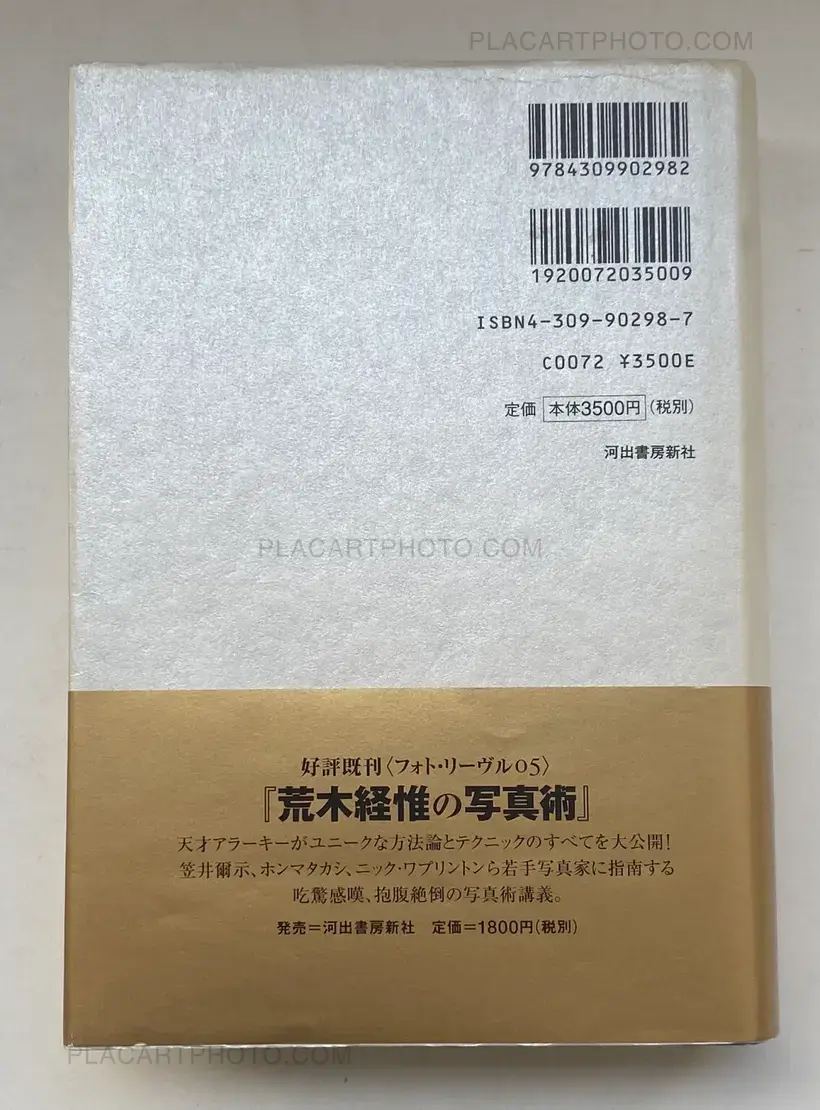 PLACARTPHOTO.COM
9784309902982
1920072035009
ISBN4-309-90298-7
C0072 ¥3500E
定価 本体3500円(税別)
河出書房新社
PLACARTPHOTO.COM
好評既刊〈フォト・リーヴル05〉
『荒木経惟の写真術』
天才アラーキーがユニークな方法論とテクニックのすべてを大公開!
笠井爾示、ホンマタカシ、ニック・ワプリントンら若手写真家に指南する
吃驚感嘆、抱腹絶倒の写真術講義。
発売=河出書房新社 定価=1800円(税別)
PLACARTPHOTO.COM